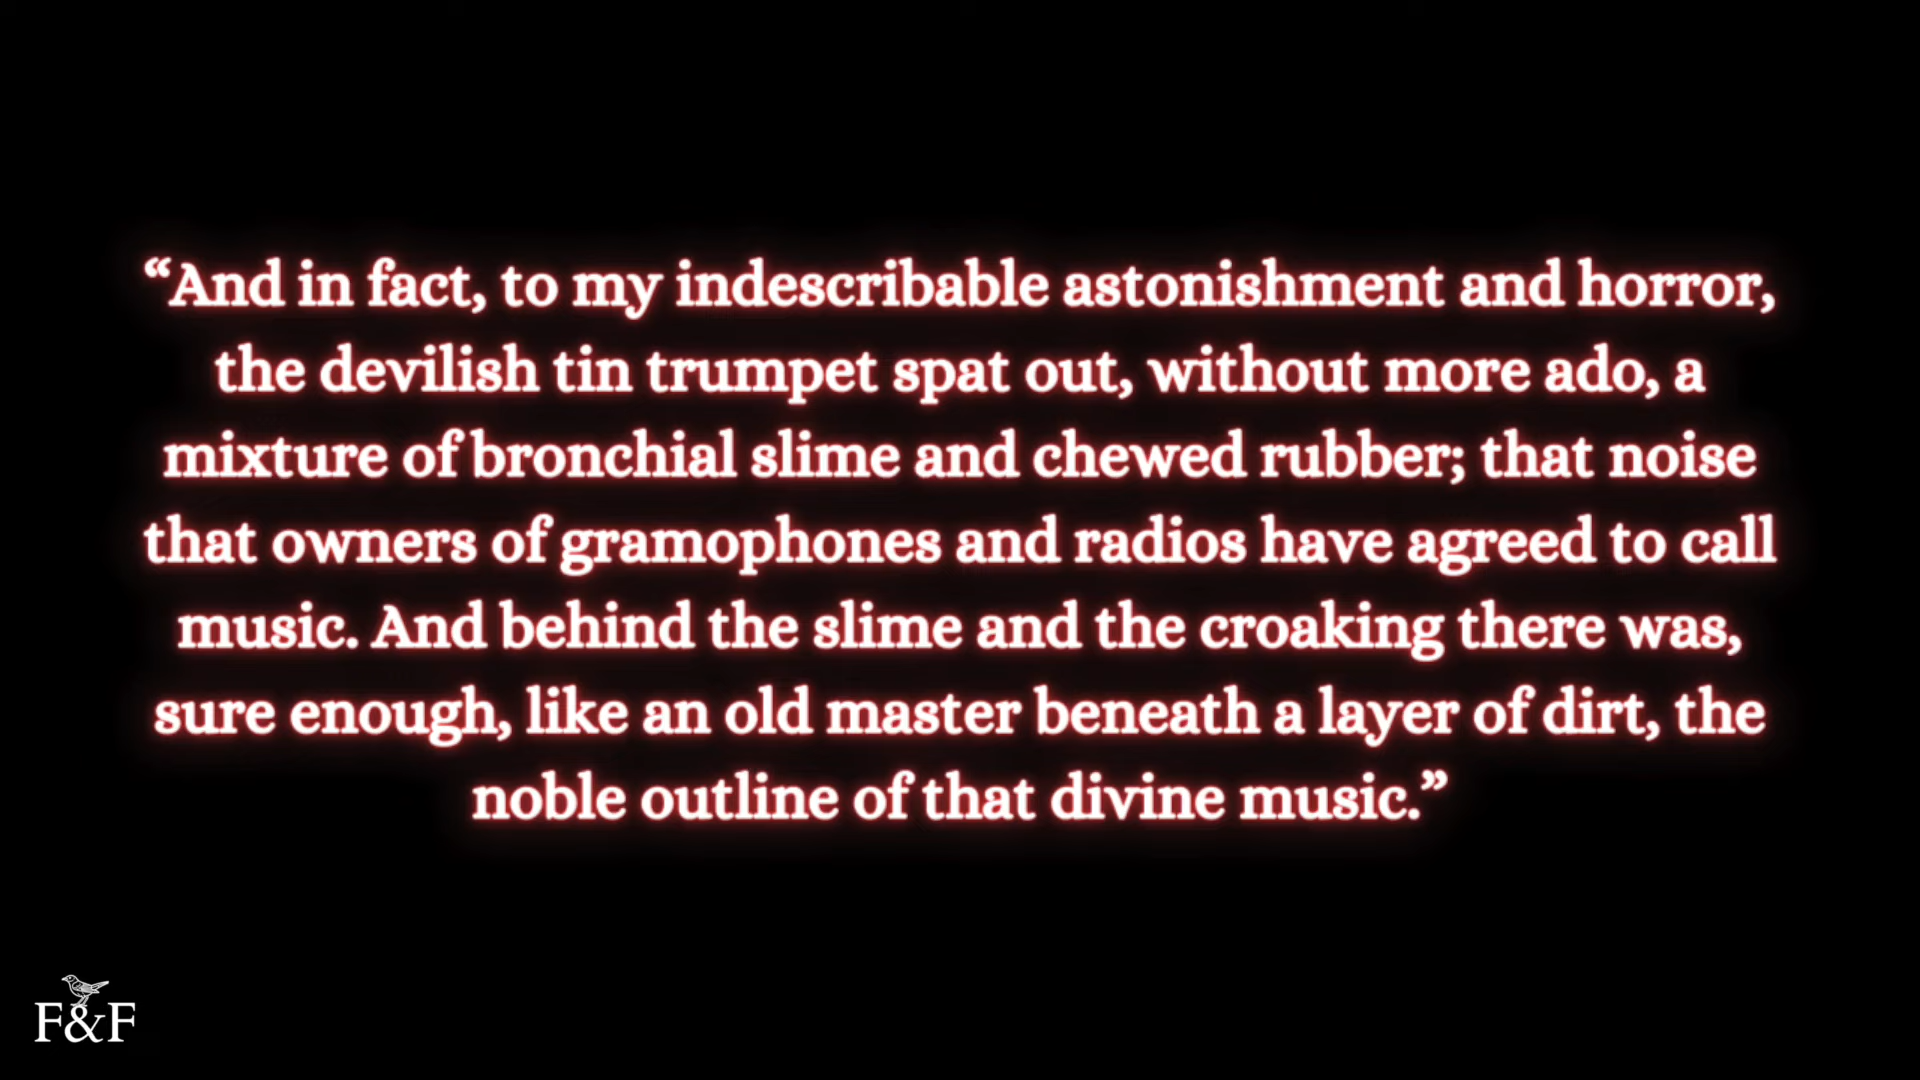 “And in fact, to my indescribable astonishment and horror,
the devilish tin trumpet spat out, without more ado, a
mixture of bronchial slime and chewed rubber; that noise
that owners of gramophones and radios have agreed to call
music. And behind the slime and the croaking there was,
sure enough, like an old master beneath a layer of dirt, the
noble outline of that divine music.”
F&F